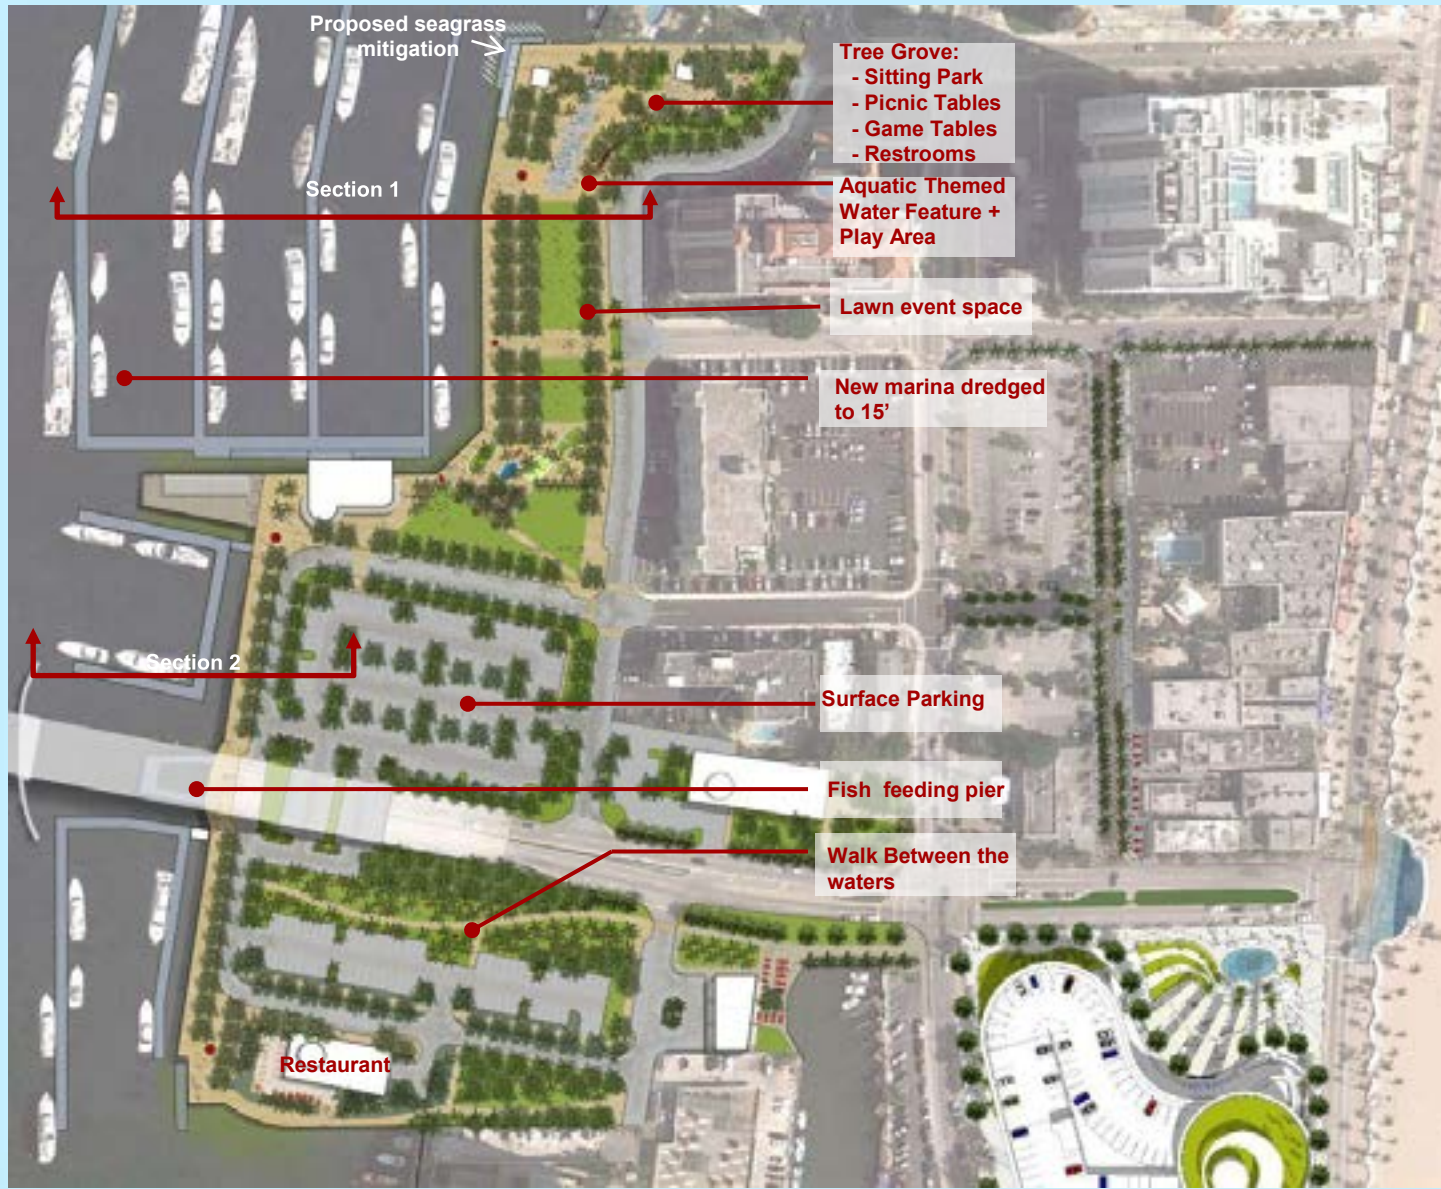 Proposed seagrass
mitigation
Tree Grove:
- Sitting Park
- Picnic Tables
- Game Tables
- Restrooms
Section 1
Aquatic Themed
Water Feature +
Play Area
Lawn event space
New marina dredged
to 15’
Section 2
Surface Parking
Fish feeding pier
Walk Between the
waters
Restaurant